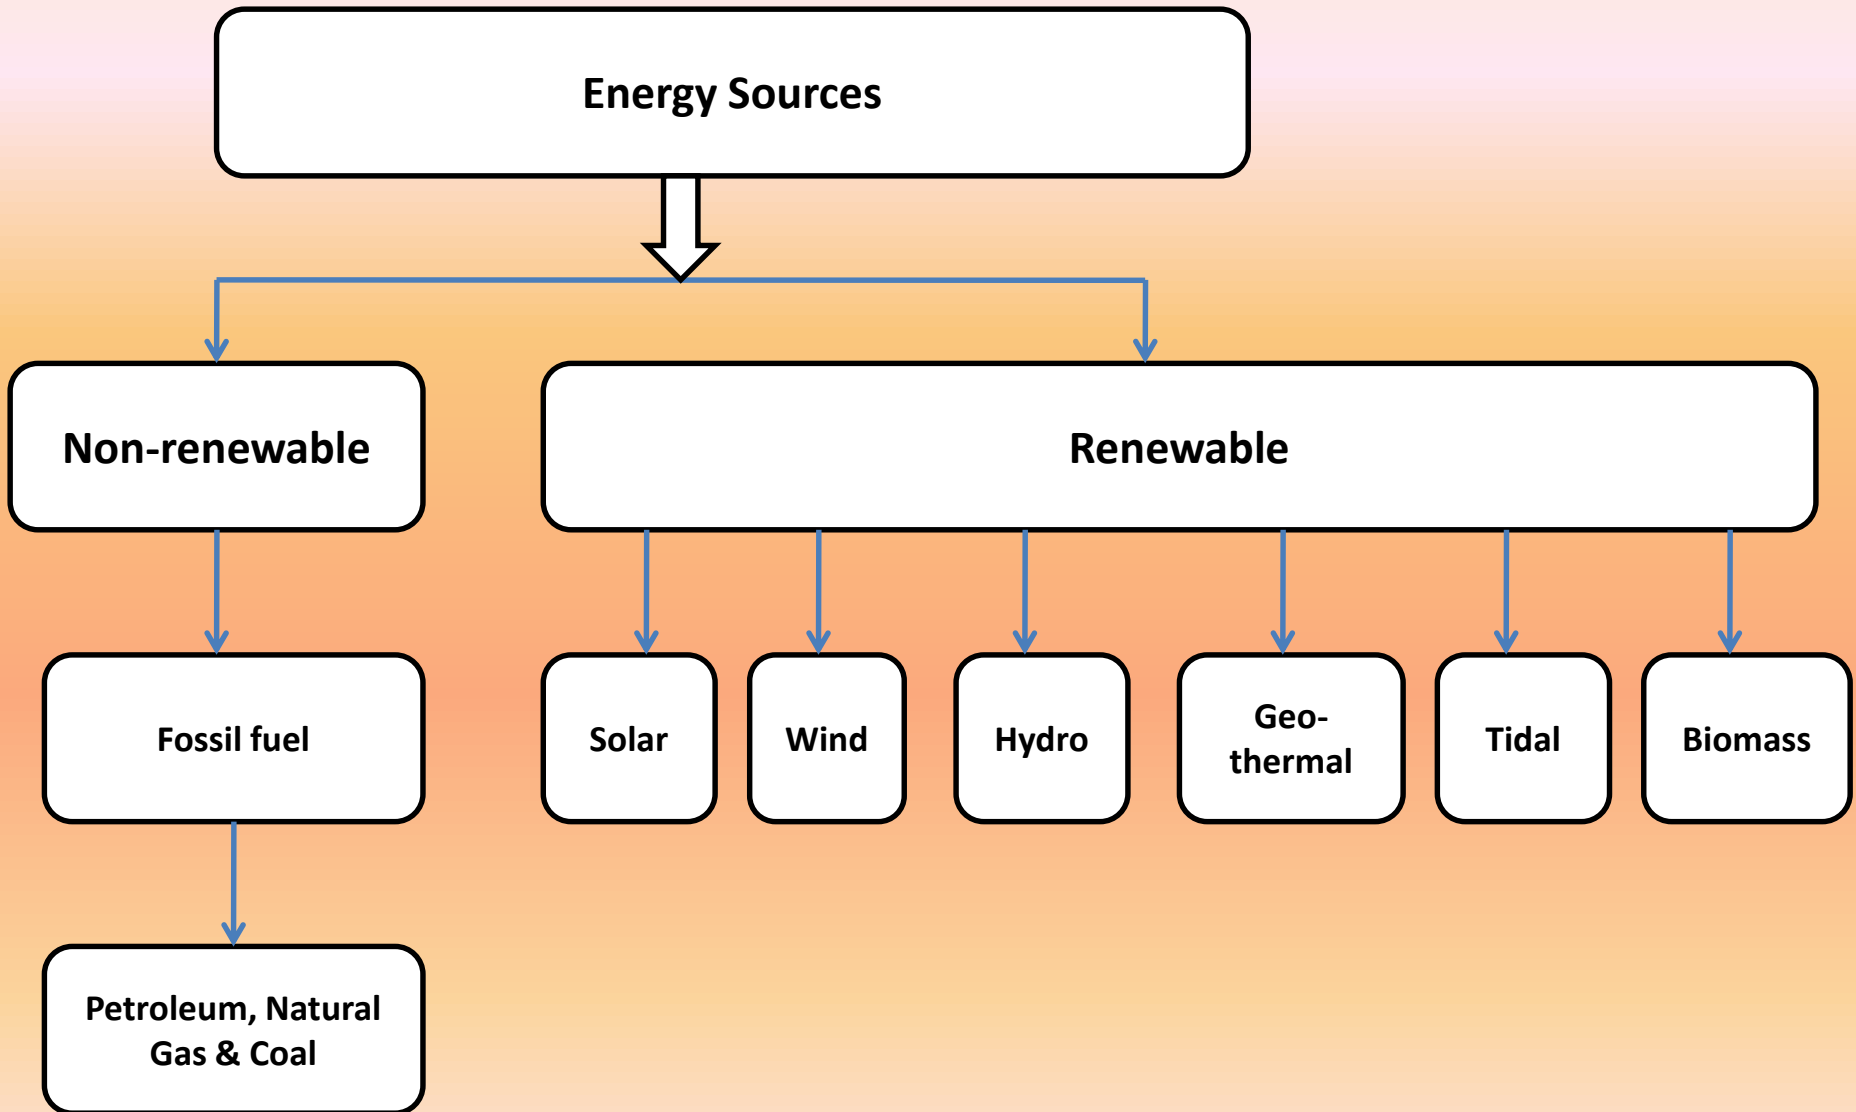 Energy Sources
Non-renewable
Renewable
Fossil fuel
Solar
Wind
Hydro
Geo-
thermal
Tidal
Biomass
Petroleum, Natural
Gas & Coal